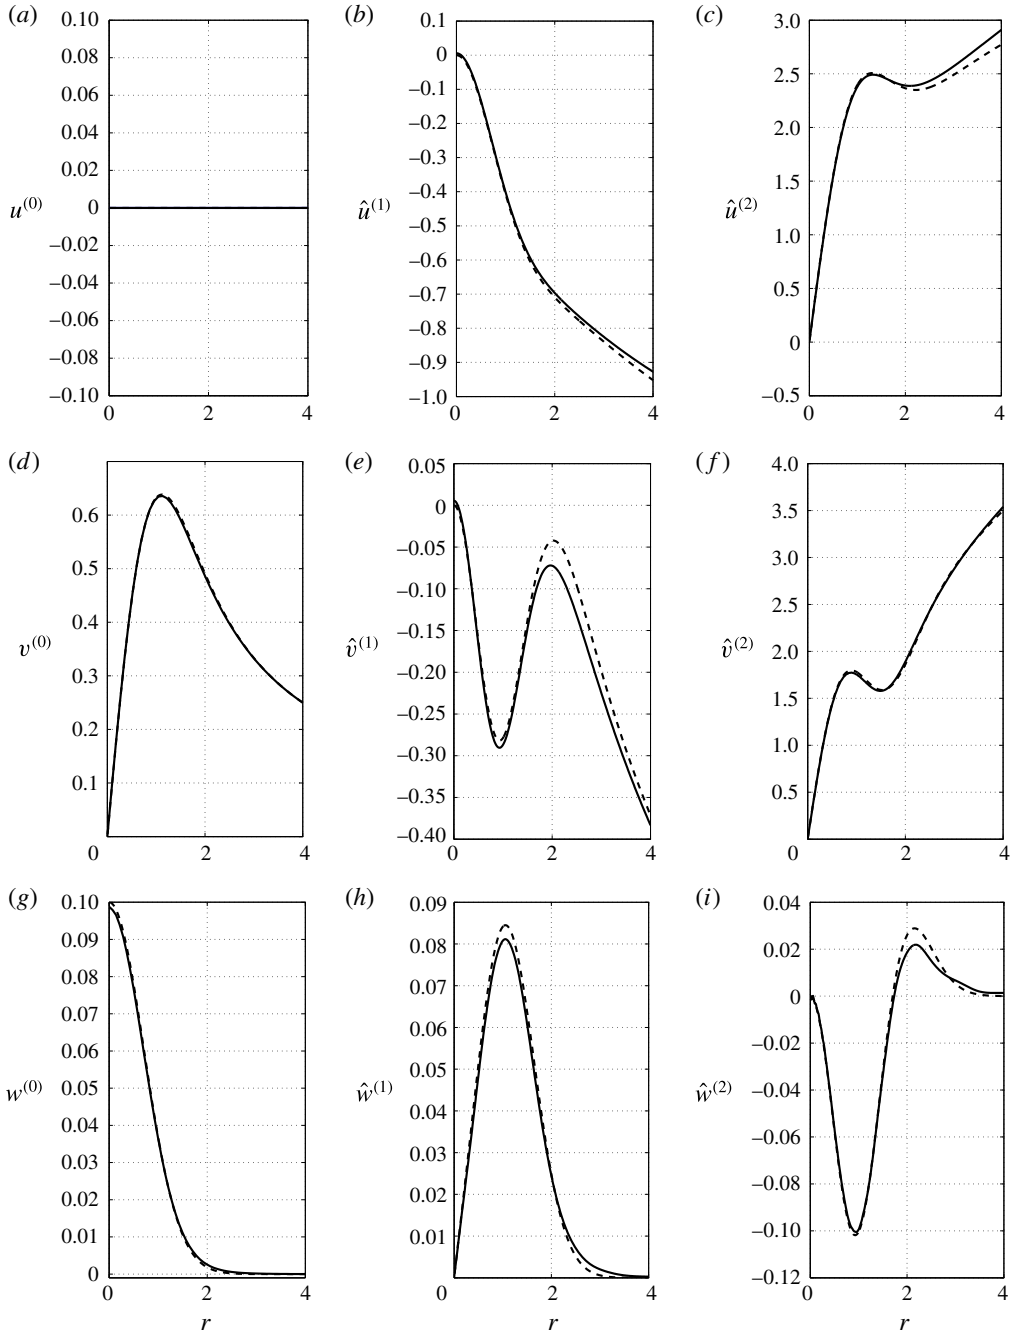 (a) (b) (c)
0.10 0.08 0.06 0.04 0.02 0 –0.02 –0.04 –0.06 –0.08 –0.10
u(0)
0 2 4
0.1 0 –0.1 –0.2 –0.3 –0.4 –0.5 –0.6 –0.7 –0.8 –0.9 –1.0
û(1)
0 2 4
3.0 2.5 2.0 1.5 1.0 0.5 0 –0.5
û(2)
0 2 4
(d) (e) (f)
0.6 0.5 0.4 0.3 0.2 0.1
v(0)
0 2 4
0.05 0 –0.05 –0.10 –0.15 –0.20 –0.25 –0.30 –0.35 –0.40
v̂(1)
0 2 4
4.0 3.5 3.0 2.5 2.0 1.5 1.0 0.5
v̂(2)
0 2 4
(g) (h) (i)
0.10 0.09 0.08 0.07 0.06 0.05 0.04 0.03 0.02 0.01 0
w(0)
0 2 4
r
0.09 0.08 0.07 0.06 0.05 0.04 0.03 0.02 0.01
ŵ(1)
0 2 4
r
0.04 0.02 0 –0.02 –0.04 –0.06 –0.08 –0.10 –0.12
ŵ(2)
0 2 4
r